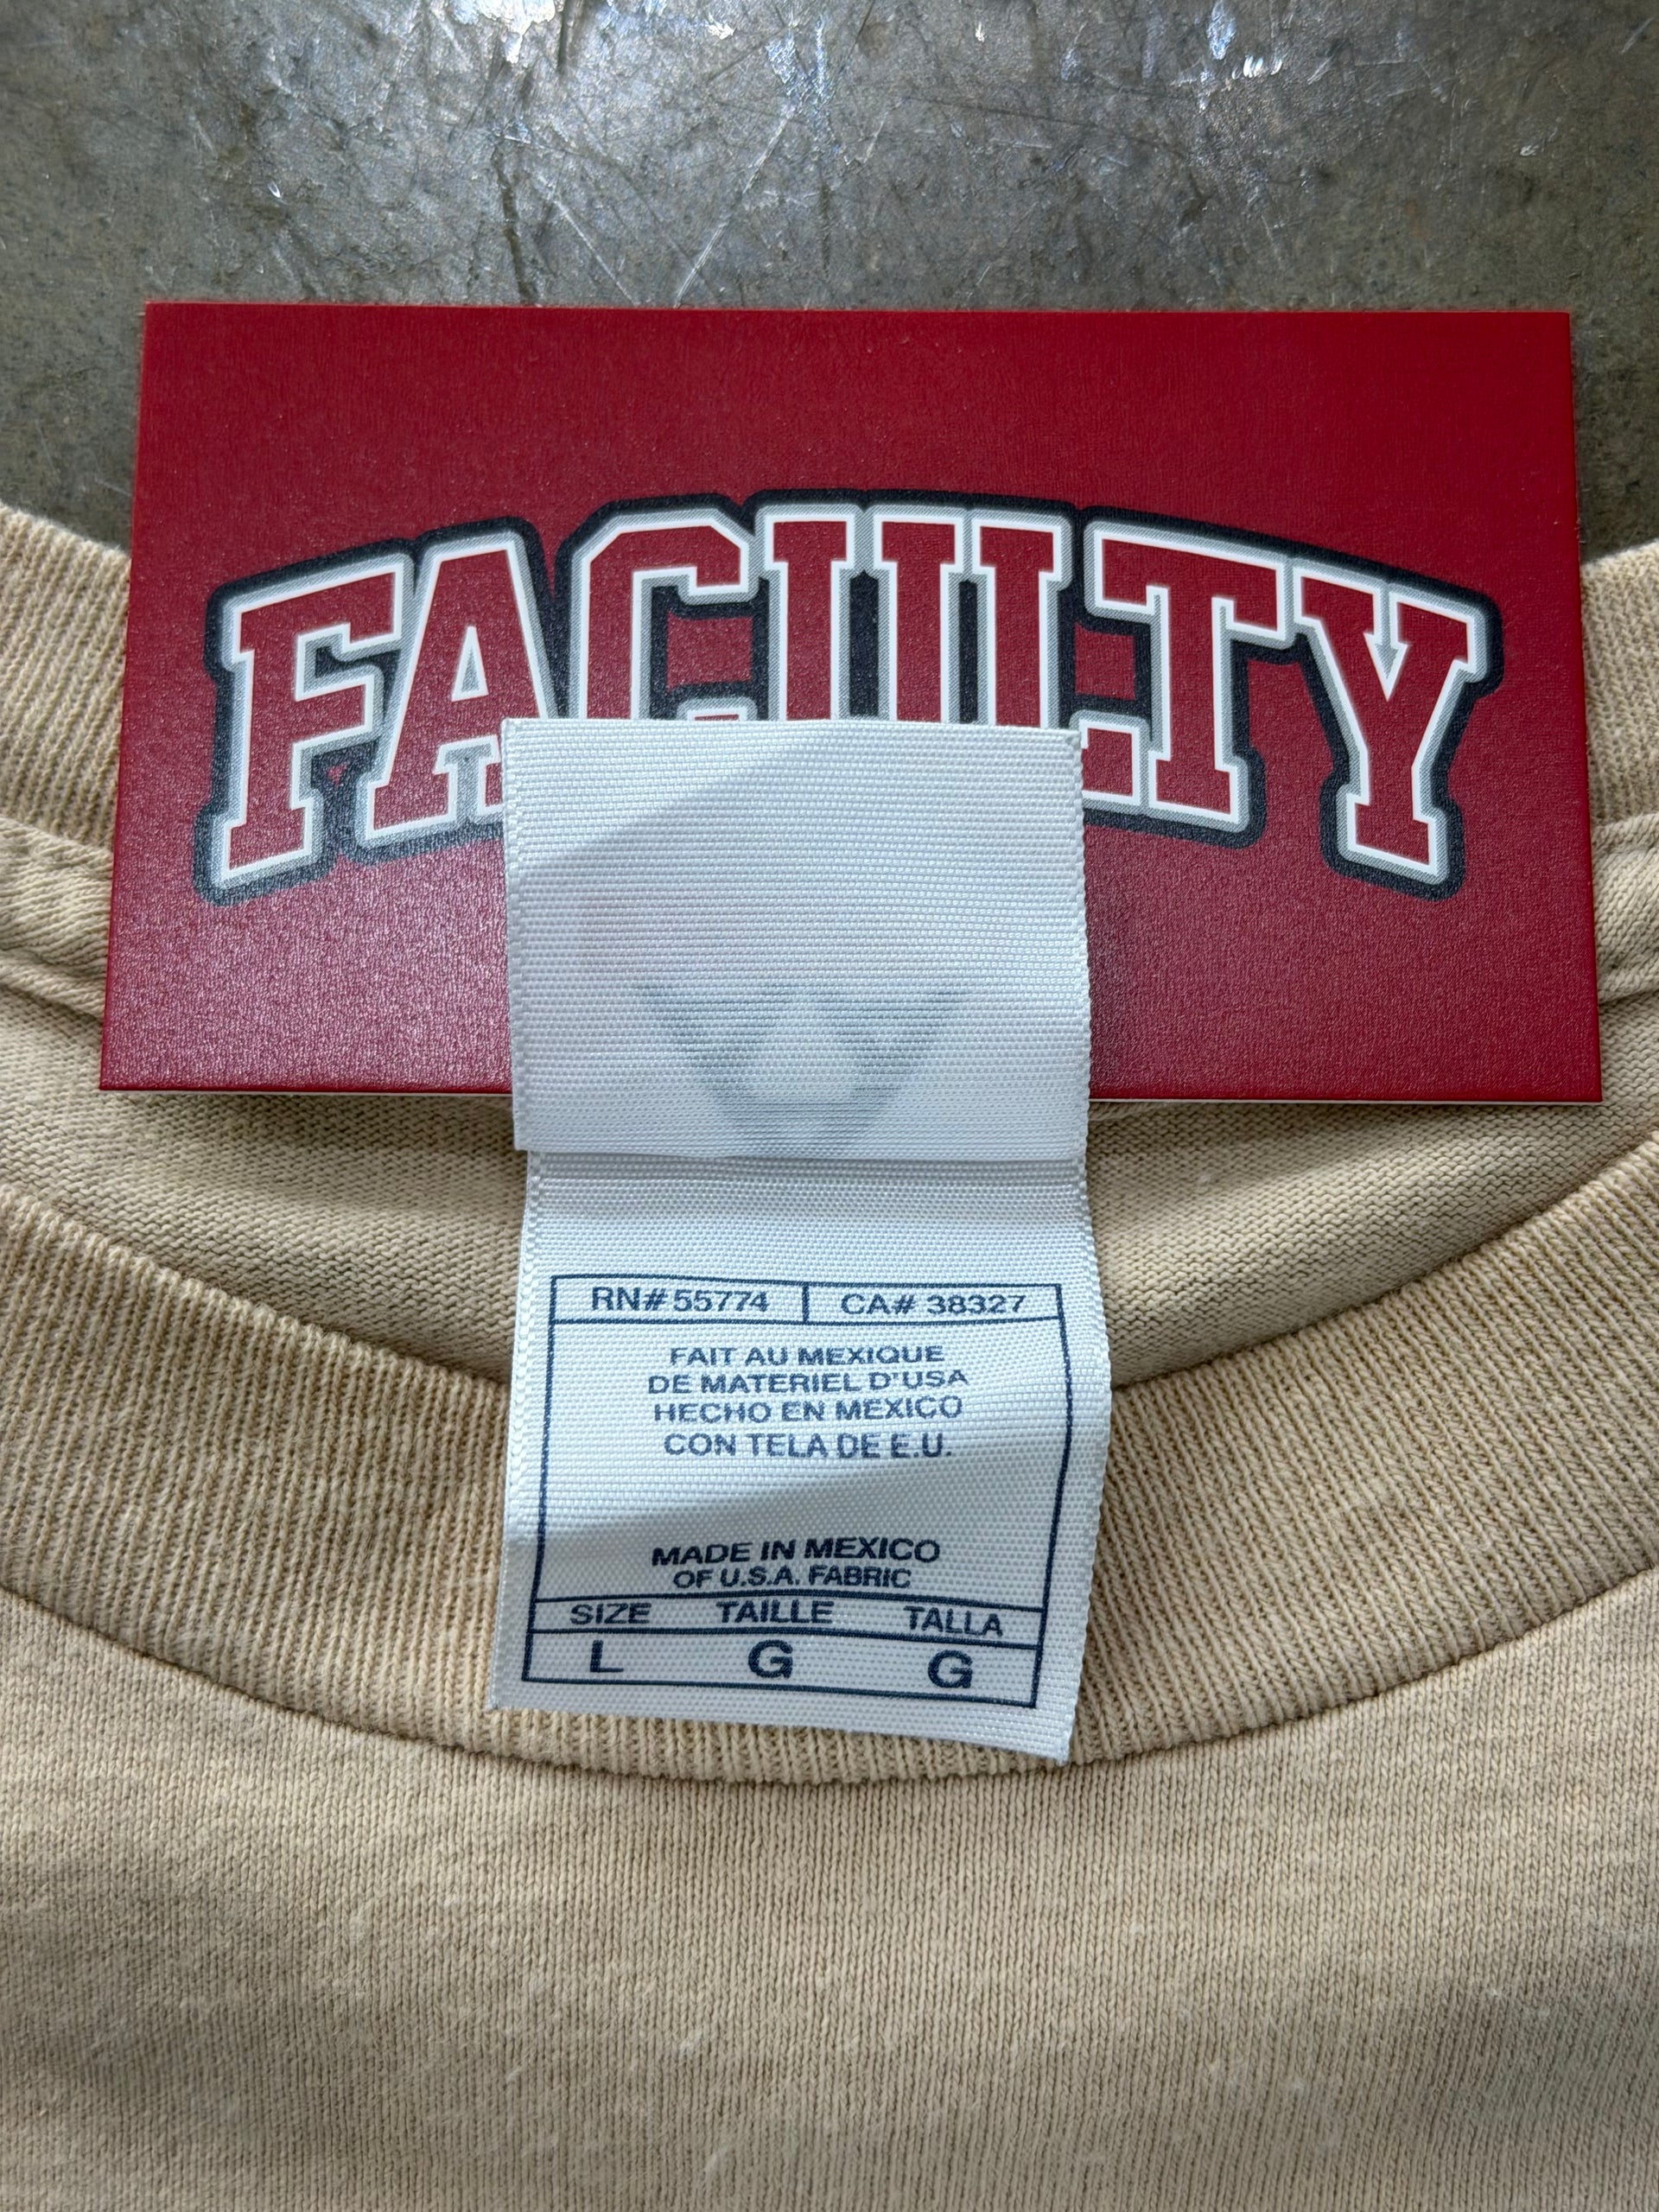 FACULTY
RN# 55774 CA# 38327
FAIT AU MEXIQUE
DE MATERIEL D'USA
HECHO EN MEXICO
CON TELA DE E.U.
MADE IN MEXICO
OF U.S.A. FABRIC
SIZE TAILLE TALLA
L G G